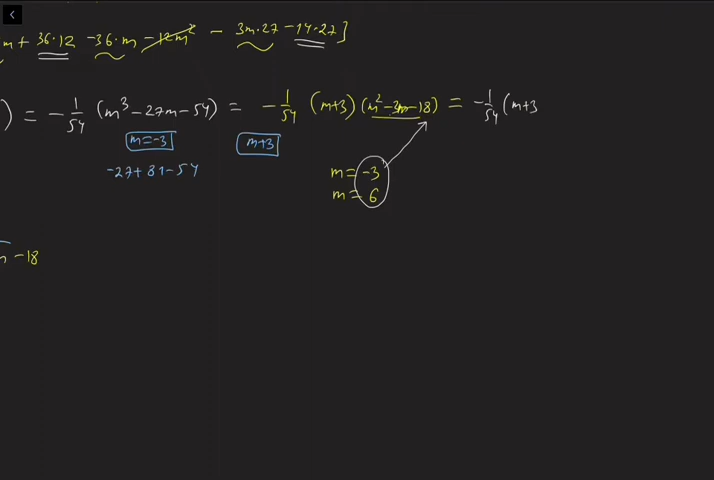 m + 36·12 -36·m -12m² - 3m·27 -14·27]
) = -1/54 (m³ -27m -54) = -1/54 (m+3)(m² -3m -18) = -1/54 (m+3
m=-3 m+3
-27+81-54
m = -3
m = 6
-18